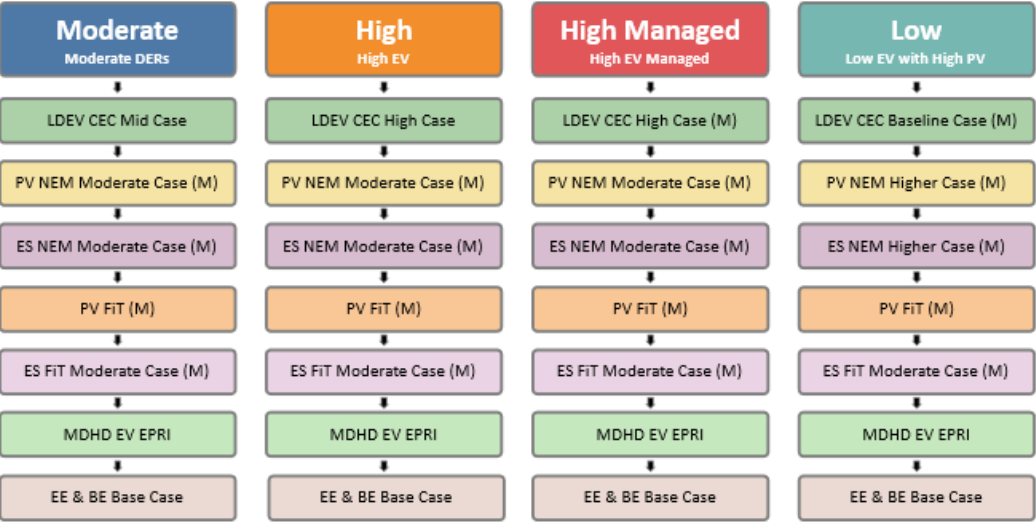 Moderate
Moderate DERs
LDEV CEC Mid Case
PV NEM Moderate Case (M)
ES NEM Moderate Case (M)
PV FiT (M)
ES FiT Moderate Case (M)
MDHD EV EPRI
EE & BE Base Case
High
High EV
LDEV CEC High Case
PV NEM Moderate Case (M)
ES NEM Moderate Case (M)
PV FiT (M)
ES FiT Moderate Case (M)
MDHD EV EPRI
EE & BE Base Case
High Managed
High EV Managed
LDEV CEC High Case (M)
PV NEM Moderate Case (M)
ES NEM Moderate Case (M)
PV FiT (M)
ES FiT Moderate Case (M)
MDHD EV EPRI
EE & BE Base Case
Low
Low EV with High PV
LDEV CEC Baseline Case (M)
PV NEM Higher Case (M)
ES NEM Higher Case (M)
PV FiT (M)
ES FiT Moderate Case (M)
MDHD EV EPRI
EE & BE Base Case